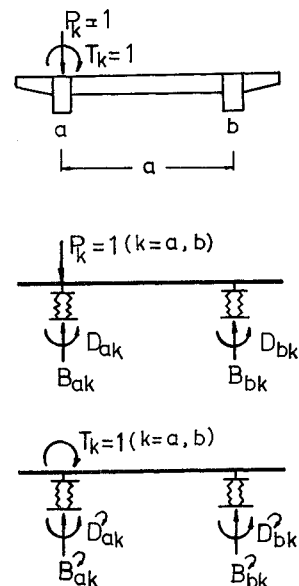 Pk=1
Tk=1
a b
a
Pk=1(k=a,b)
Dak Dbk
Bak Bbk
Tk=1(k=a,b)
D?ak D?bk
B?ak B?bk